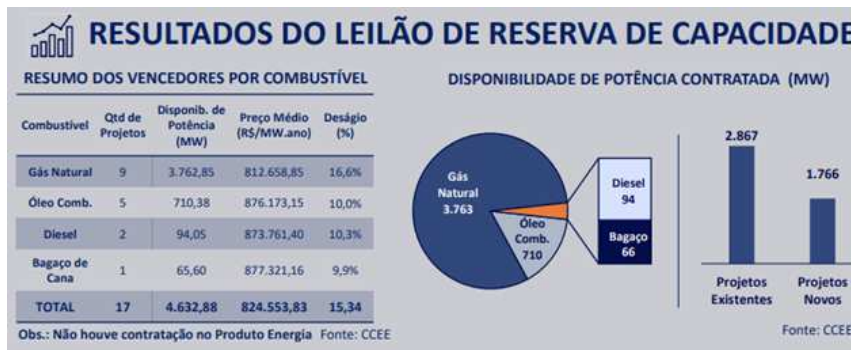 RESULTADOS DO LEILÃO DE RESERVA DE CAPACIDADE
RESUMO DOS VENCEDORES POR COMBUSTÍVEL
Combustível Qtd de Projetos Disponib. de Potência (MW) Preço Médio (R$/MW.ano) Deságio (%)
Gás Natural 9 3.762,85 812.658,85 16,6%
Óleo Comb. 5 710,38 876.173,15 10,0%
Diesel 2 94,05 873.761,40 10,3%
Bagaço de Cana 1 65,60 877.321,16 9,9%
TOTAL 17 4.632,88 824.553,83 15,34
Obs.: Não houve contratação no Produto Energia Fonte: CCEE
DISPONIBILIDADE DE POTÊNCIA CONTRATADA (MW)
Gás
Natural
3.763
Óleo
Comb.
710
Diesel
94
Bagaço
66
2.867
1.766
Projetos Existentes
Projetos Novos
Fonte: CCEE